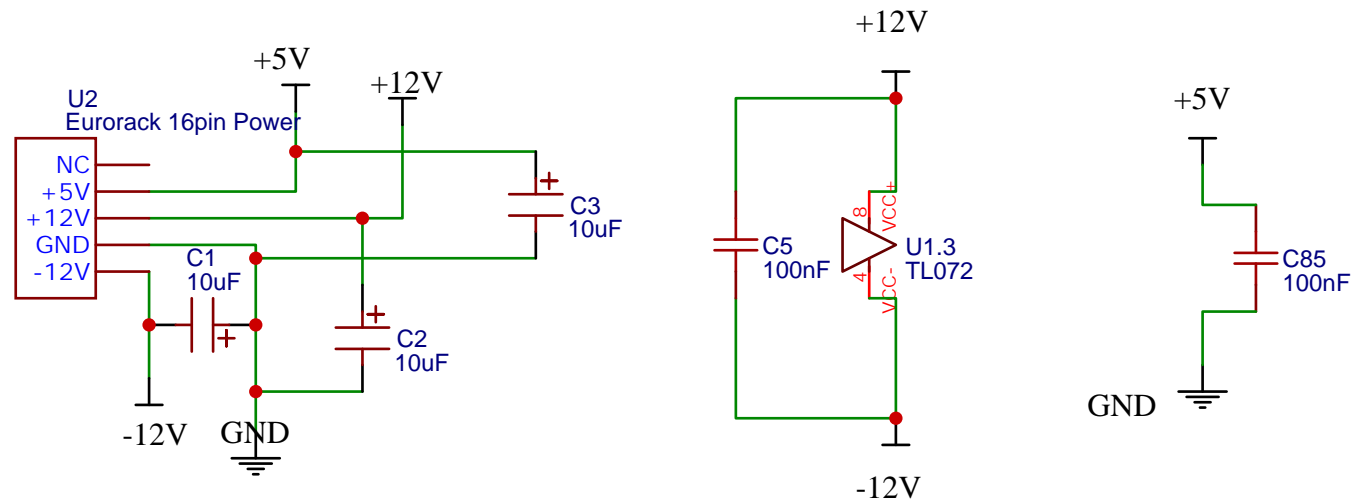 +5V
+12V
U2
Eurorack 16pin Power
NC
+5V
+12V
GND
-12V
C1
10uF
+
+
C3
10uF
+
C2
10uF
-12V
GND
+12V
C5
100nF
8
VCC+
U1.3
TL072
4
VCC-
-12V
+5V
C85
100nF
GND